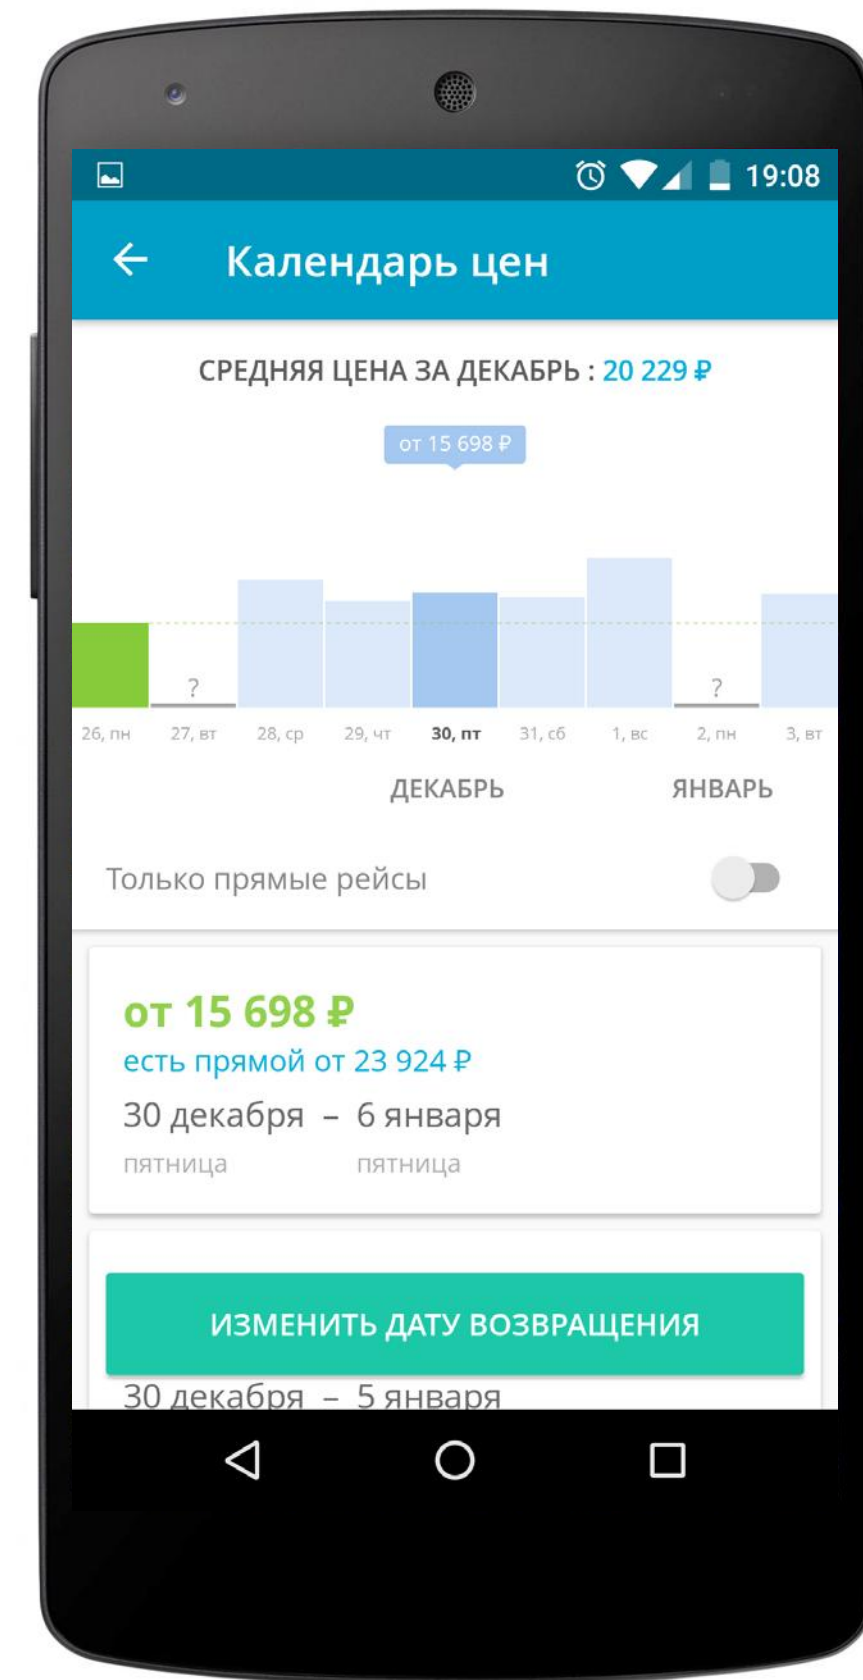 19:08
Календарь цен
СРЕДНЯЯ ЦЕНА ЗА ДЕКАБРЬ : 20 229 ₽
от 15 698 ₽
? ?
26, пн 27, вт 28, ср 29, чт 30, пт 31, сб 1, вс 2, пн 3, вт
ДЕКАБРЬ ЯНВАРЬ
Только прямые рейсы
от 15 698 ₽
есть прямой от 23 924 ₽
30 декабря – 6 января
пятница пятница
ИЗМЕНИТЬ ДАТУ ВОЗВРАЩЕНИЯ
30 декабря – 5 января